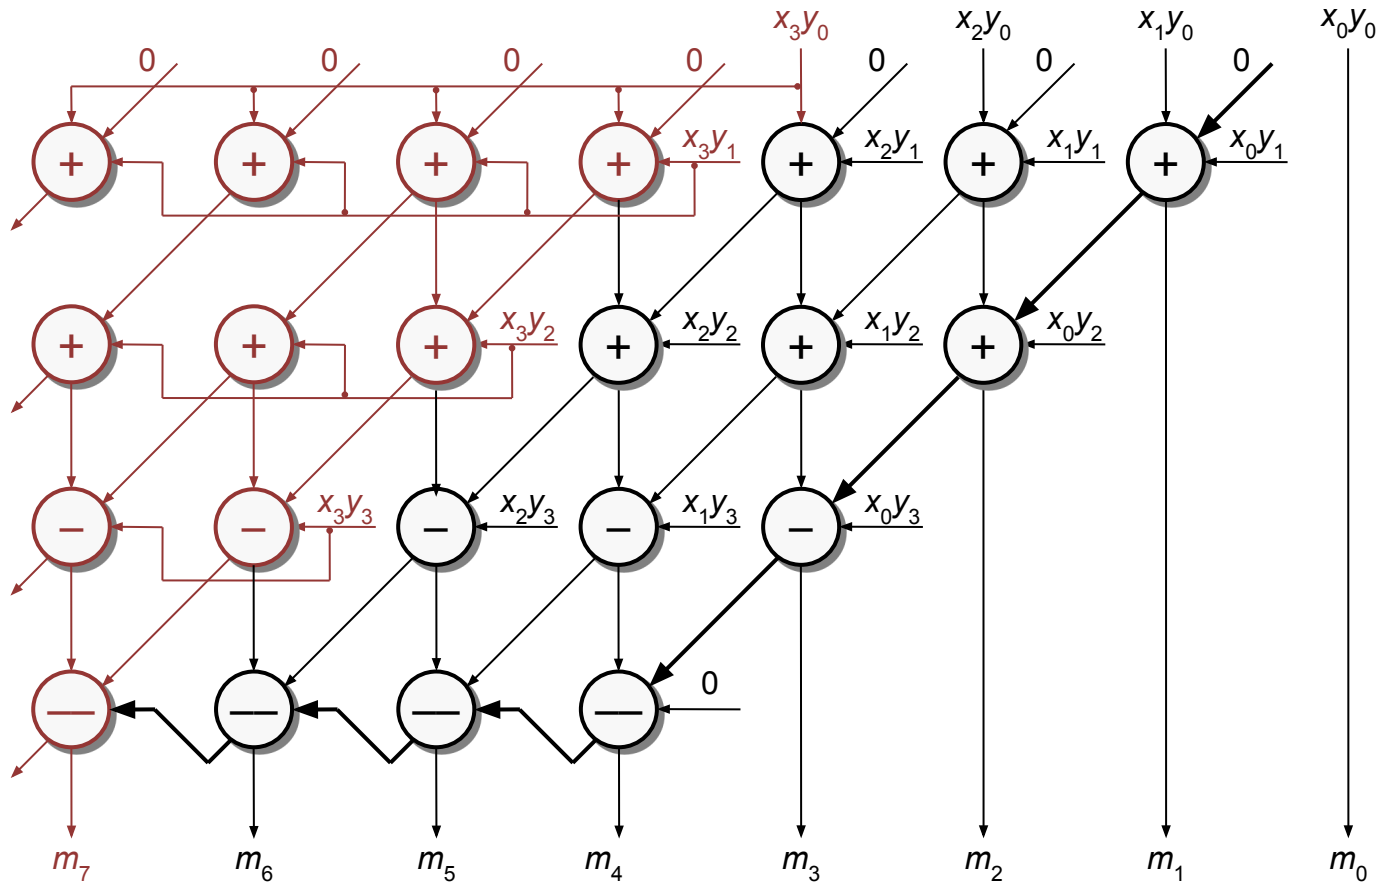 x₃y₀ x₂y₀ x₁y₀ x₀y₀
0 0 0 0 0 0 0
+ + + + x₃y₁ + x₂y₁ + x₁y₁ + x₀y₁
+ + + x₃y₂ + x₂y₂ + x₁y₂ + x₀y₂
− − x₃y₃ − x₂y₃ − x₁y₃ − x₀y₃
0
— — — —
m₇ m₆ m₅ m₄ m₃ m₂ m₁ m₀